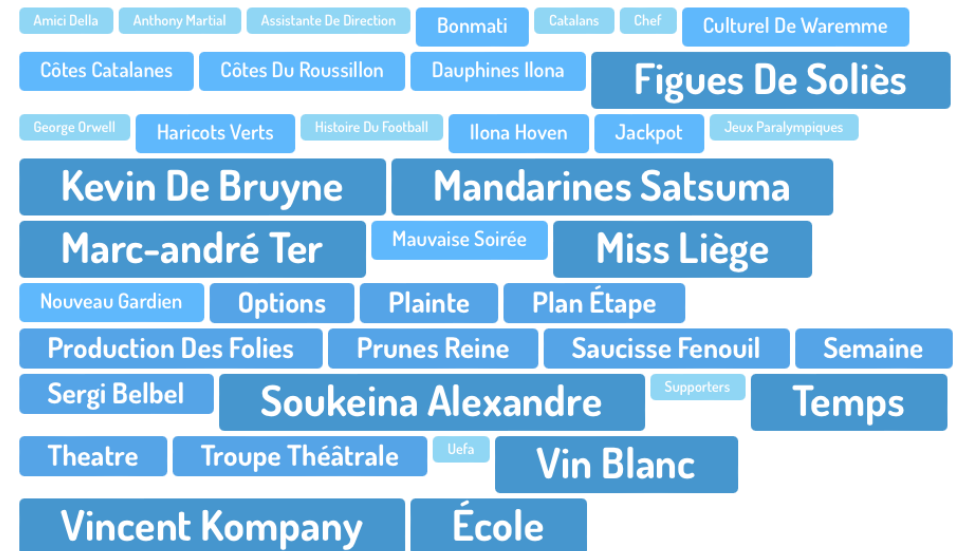 Amici Della Anthony Martial Assistante De Direction Bonmati Catalans Chef Culturel De Waremme
Côtes Catalanes Côtes Du Roussillon Dauphines Ilona Figues De Soliès
George Orwell Haricots Verts Histoire Du Football Ilona Hoven Jackpot Jeux Paralympiques
Kevin De Bruyne Mandarines Satsuma
Marc-andré Ter Mauvaise Soirée Miss Liège
Nouveau Gardien Options Plainte Plan Étape
Production Des Folies Prunes Reine Saucisse Fenouil Semaine
Sergi Belbel Soukeina Alexandre Supporters Temps
Theatre Troupe Théâtrale Uefa Vin Blanc
Vincent Kompany École